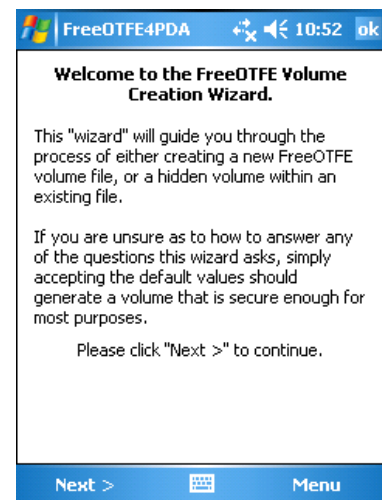 FreeOTFE4PDA 10:52 ok
Welcome to the FreeOTFE Volume
Creation Wizard.
This "wizard" will guide you through the
process of either creating a new FreeOTFE
volume file, or a hidden volume within an
existing file.
If you are unsure as to how to answer any
of the questions this wizard asks, simply
accepting the default values should
generate a volume that is secure enough for
most purposes.
Please click "Next >" to continue.
Next > Menu